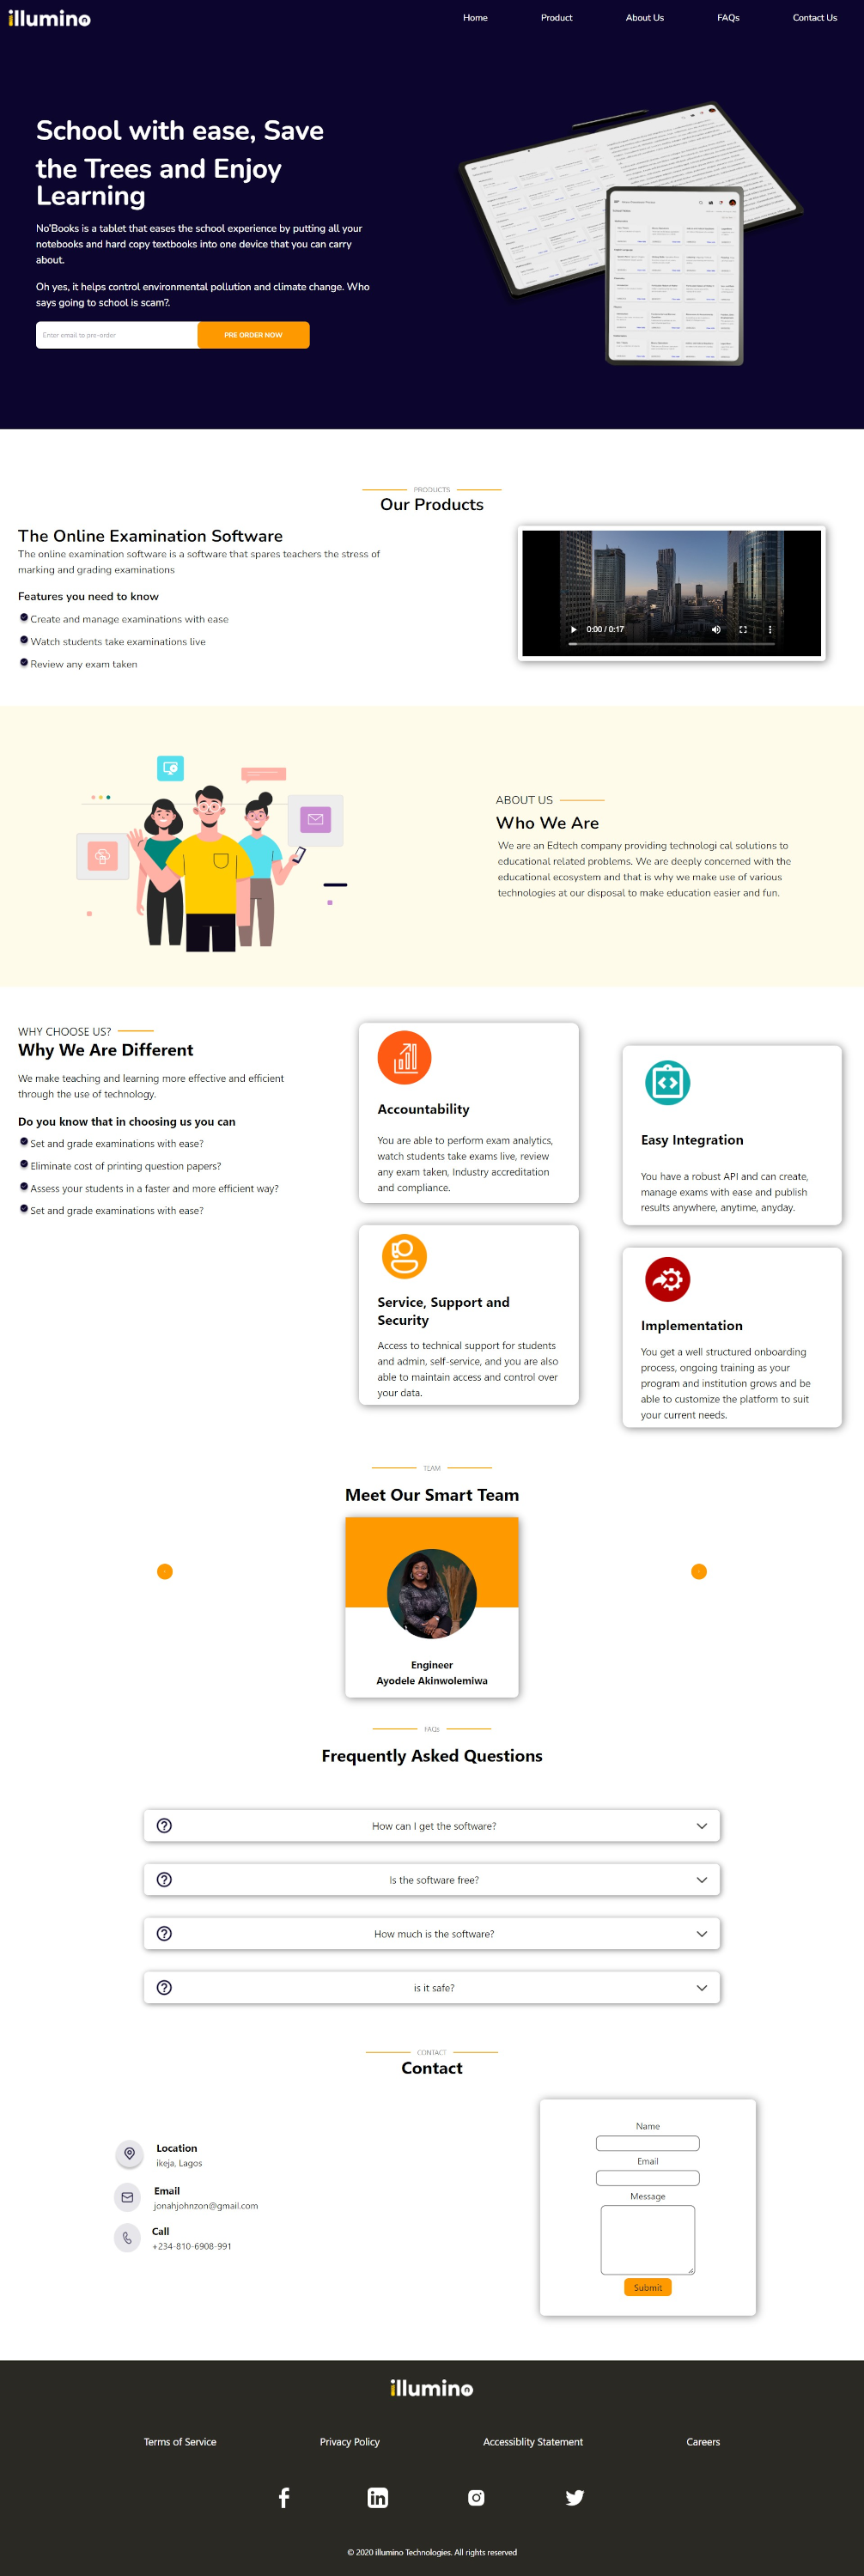 illumino
Home
Product
About Us
FAQs
Contact Us
School with ease, Save
the Trees and Enjoy
Learning
No'Books is a tablet that eases the school experience by putting all your
notebooks and hard copy textbooks into one device that you can carry
about.
Oh yes, it helps control environmental pollution and climate change. Who
says going to school is scam?.
Enter email to pre-order
PRE ORDER NOW
PRODUCTS
Our Products
The Online Examination Software
The online examination software is a software that spares teachers the stress of
marking and grading examinations
Features you need to know
Create and manage examinations with ease
Watch students take examinations live
Review any exam taken
0:00 / 0:17
ABOUT US
Who We Are
We are an Edtech company providing technologi cal solutions to
educational related problems. We are deeply concerned with the
educational ecosystem and that is why we make use of various
technologies at our disposal to make education easier and fun.
WHY CHOOSE US?
Why We Are Different
We make teaching and learning more effective and efficient
through the use of technology.
Do you know that in choosing us you can
Set and grade examinations with ease?
Eliminate cost of printing question papers?
Assess your students in a faster and more efficient way?
Set and grade examinations with ease?
Accountability
You are able to perform exam analytics,
watch students take exams live, review
any exam taken, Industry accreditation
and compliance.
Easy Integration
You have a robust API and can create,
manage exams with ease and publish
results anywhere, anytime, anyday.
Service, Support and
Security
Access to technical support for students
and admin, self-service, and you are also
able to maintain access and control over
your data.
Implementation
You get a well structured onboarding
process, ongoing training as your
program and institution grows and be
able to customize the platform to suit
your current needs.
TEAM
Meet Our Smart Team
Engineer
Ayodele Akinwolemiwa
FAQs
Frequently Asked Questions
How can I get the software?
Is the software free?
How much is the software?
is it safe?
CONTACT
Contact
Location
ikeja, Lagos
Email
jonahjohnzon@gmail.com
Call
+234-810-6908-991
Name
Email
Message
Submit
illumino
Terms of Service
Privacy Policy
Accessiblity Statement
Careers
© 2020 illumino Technologies. All rights reserved